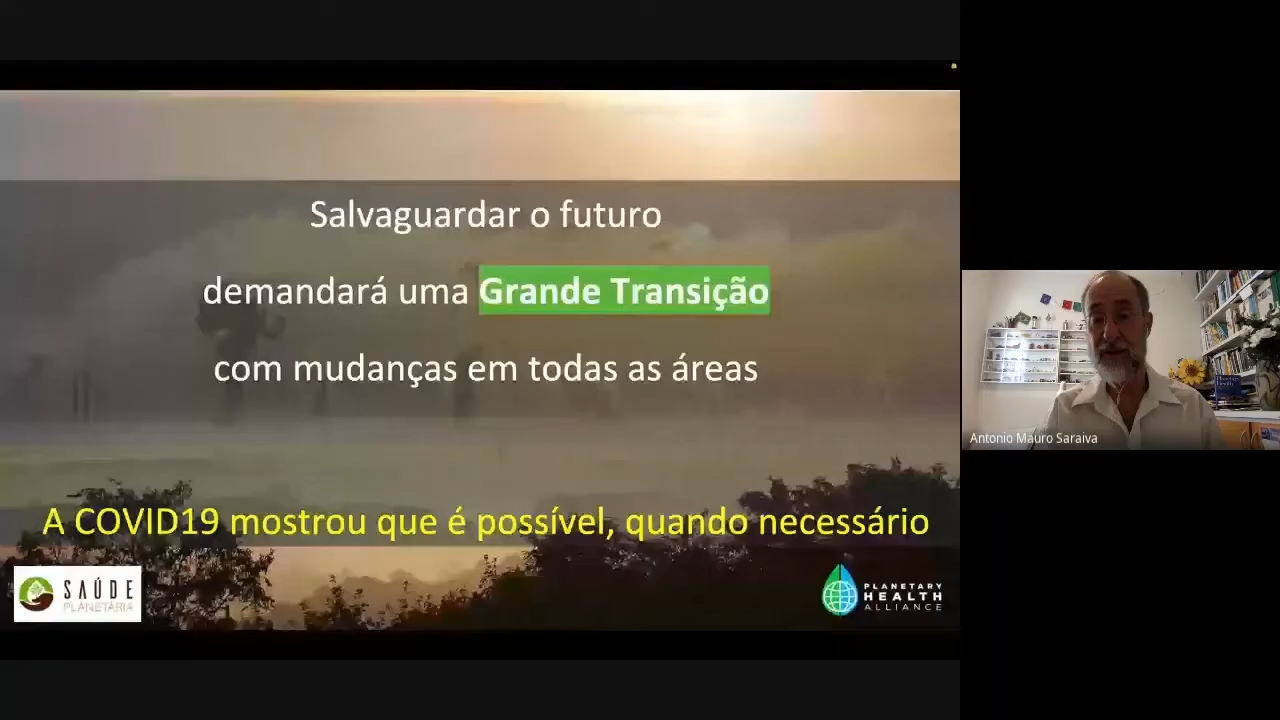 Salvaguardar o futuro
demandará uma Grande Transição
com mudanças em todas as áreas
A COVID19 mostrou que é possível, quando necessário
SAÚDE
PLANETÁRIA
PLANETARY
HEALTH
ALLIANCE
Antonio Mauro Saraiva